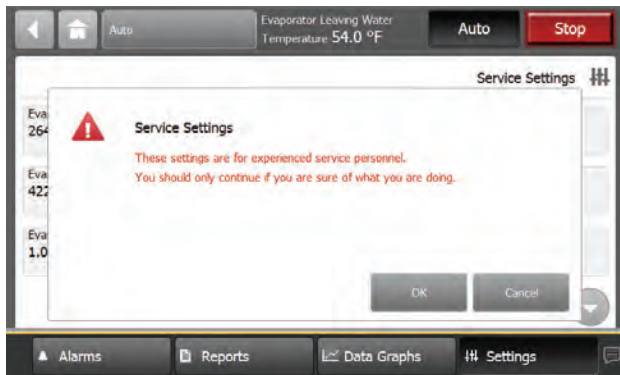 Auto
Evaporator Leaving Water
Temperature 54.0 ºF
Auto
Stop
Service Settings
Eva
264
Service Settings
These settings are for experienced service personnel.
You should only continue if you are sure of what you are doing.
Eva
422
Eva
1.0
OK
Cancel
Alarms
Reports
Data Graphs
Settings